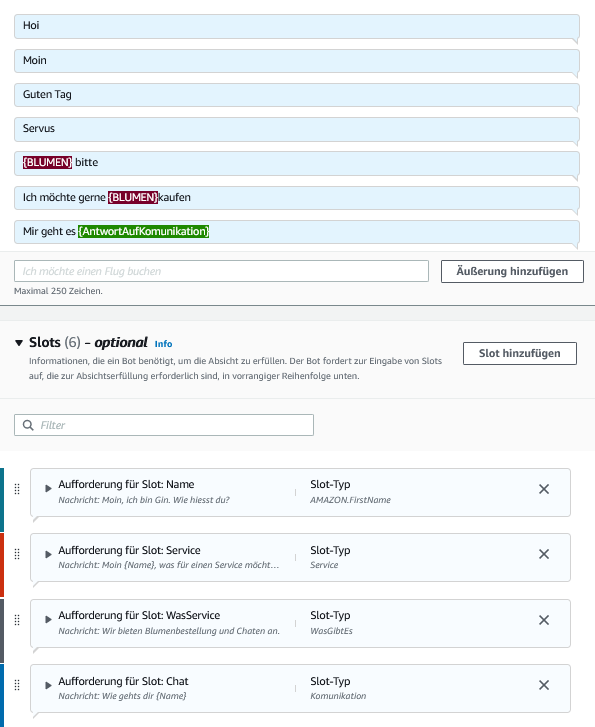 Hoi
Moin
Guten Tag
Servus
{BLUMEN} bitte
Ich möchte gerne {BLUMEN}kaufen
Mir geht es {AntwortAufKomunikation}
Ich möchte einen Flug buchen
Äußerung hinzufügen
Maximal 250 Zeichen.
Slots (6) – optional Info
Informationen, die ein Bot benötigt, um die Absicht zu erfüllen. Der Bot fordert zur Eingabe von Slots
auf, die zur Absichtserfüllung erforderlich sind, in vorrangiger Reihenfolge unten.
Slot hinzufügen
Filter
Aufforderung für Slot: Name
Nachricht: Moin, ich bin Gin. Wie hiesst du?
Slot-Typ
AMAZON.FirstName
Aufforderung für Slot: Service
Nachricht: Moin {Name}, was für einen Service möcht...
Slot-Typ
Service
Aufforderung für Slot: WasService
Nachricht: Wir bieten Blumenbestellung und Chaten an.
Slot-Typ
WasGibtEs
Aufforderung für Slot: Chat
Nachricht: Wie gehts dir {Name}
Slot-Typ
Komunikation